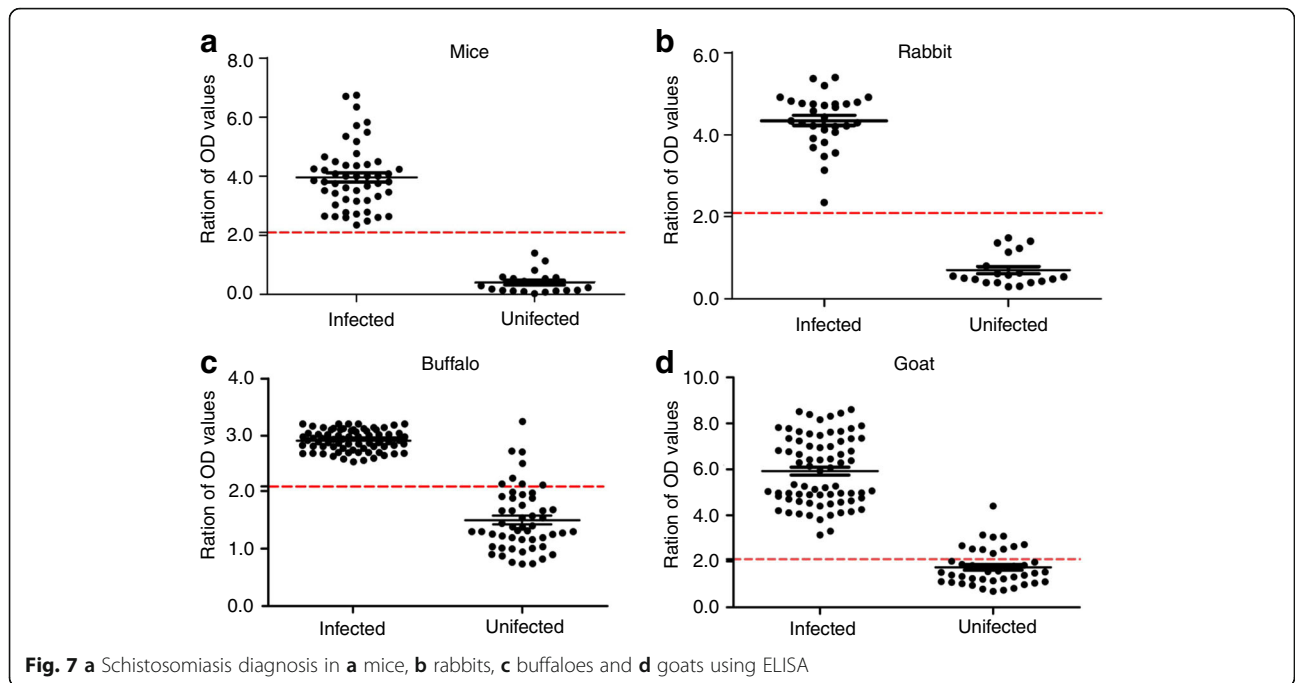 a
Mice
Ration of OD values
8.0
6.0
4.0
2.0
0.0
Infected
Unifected
b
Rabbit
Ration of OD values
6.0
4.0
2.0
0.0
Infected
Unifected
c
Buffalo
Ration of OD values
4.0
3.0
2.0
1.0
0.0
Infected
Unifected
d
Goat
Ration of OD values
10.0
8.0
6.0
4.0
2.0
0.0
Infected
Unifected
Fig. 7 a Schistosomiasis diagnosis in a mice, b rabbits, c buffaloes and d goats using ELISA